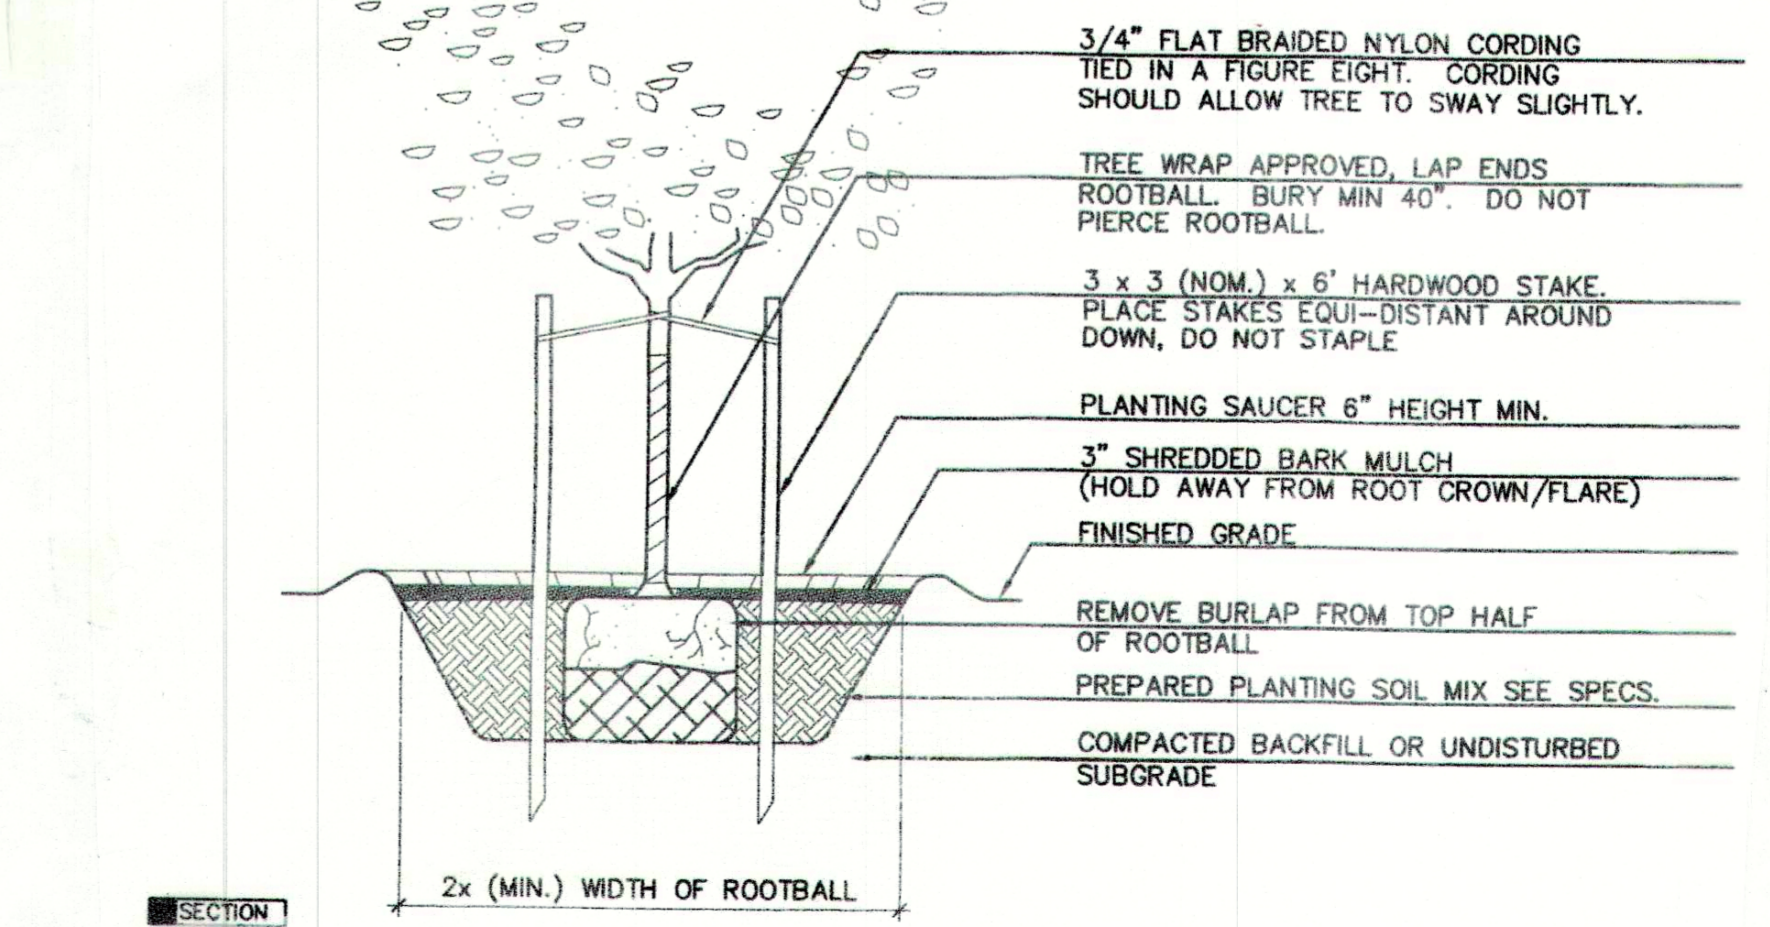 3/4" FLAT BRAIDED NYLON CORDING
TIED IN A FIGURE EIGHT. CORDING
SHOULD ALLOW TREE TO SWAY SLIGHTLY.
TREE WRAP APPROVED, LAP ENDS
ROOTBALL. BURY MIN 40". DO NOT
PIERCE ROOTBALL.
3 x 3 (NOM.) x 6' HARDWOOD STAKE.
PLACE STAKES EQUI-DISTANT AROUND
DOWN, DO NOT STAPLE
PLANTING SAUCER 6" HEIGHT MIN.
3" SHREDDED BARK MULCH
(HOLD AWAY FROM ROOT CROWN/FLARE)
FINISHED GRADE
REMOVE BURLAP FROM TOP HALF
OF ROOTBALL
PREPARED PLANTING SOIL MIX SEE SPECS.
COMPACTED BACKFILL OR UNDISTURBED
SUBGRADE
2x (MIN.) WIDTH OF ROOTBALL
SECTION